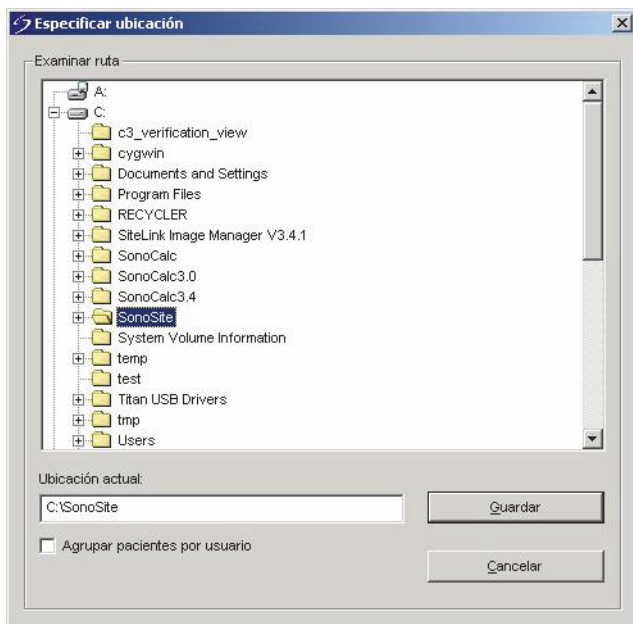 Especificar ubicación
Examinar ruta
A:
C:
c3_verification_view
cygwin
Documents and Settings
Program Files
RECYCLER
SiteLink Image Manager V3.4.1
SonoCalc
SonoCalc3.0
SonoCalc3.4
SonoSite
System Volume Information
temp
test
Titan USB Drivers
tmp
Users
Ubicación actual:
C:\SonoSite
Guardar
Agrupar pacientes por usuario
Cancelar